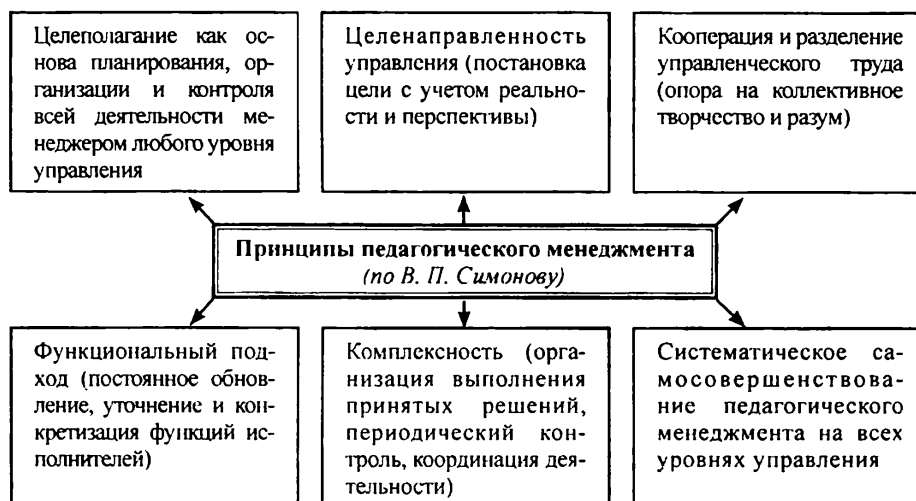 Целеполагание как ос-
нова планирования, ор-
ганизации и контроля
всей деятельности ме-
неджером любого уровня
управления
Целенаправленность
управления (постановка
цели с учетом реально-
сти и перспективы)
Кооперация и разделение
управленческого труда
(опора на коллективное
творчество и разум)
Принципы педагогического менеджмента
(по В. П. Симонову)
Функциональный под-
ход (постоянное обнов-
ление, уточнение и кон-
кретизация функций ис-
полнителей)
Комплексность (орга-
низация выполнения
принятых решений,
периодический кон-
троль, координация дея-
тельности)
Систематическое са-
мосовершенствова-
ние педагогического
менеджмента на всех
уровнях управления